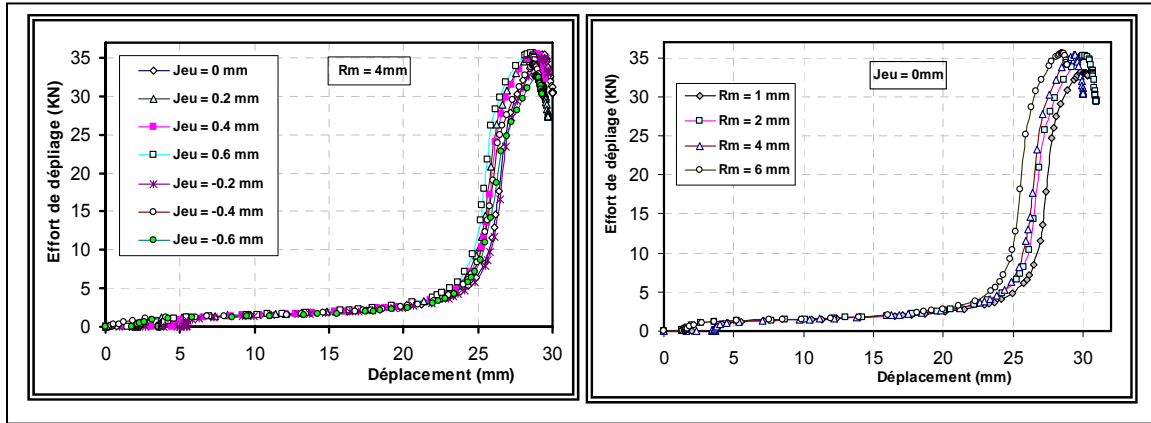 Effort de dépliage (KN)
35
30
25
20
15
10
5
0
Jeu = 0 mm
Jeu = 0.2 mm
Jeu = 0.4 mm
Jeu = 0.6 mm
Jeu = -0.2 mm
Jeu = -0.4 mm
Jeu = -0.6 mm
Rm = 4mm
0 5 10 15 20 25 30
Déplacement (mm)
Effort de dépliage (KN)
35
30
25
20
15
10
5
0
Rm = 1 mm
Rm = 2 mm
Rm = 4 mm
Rm = 6 mm
Jeu = 0mm
0 5 10 15 20 25 30
Déplacement (mm)